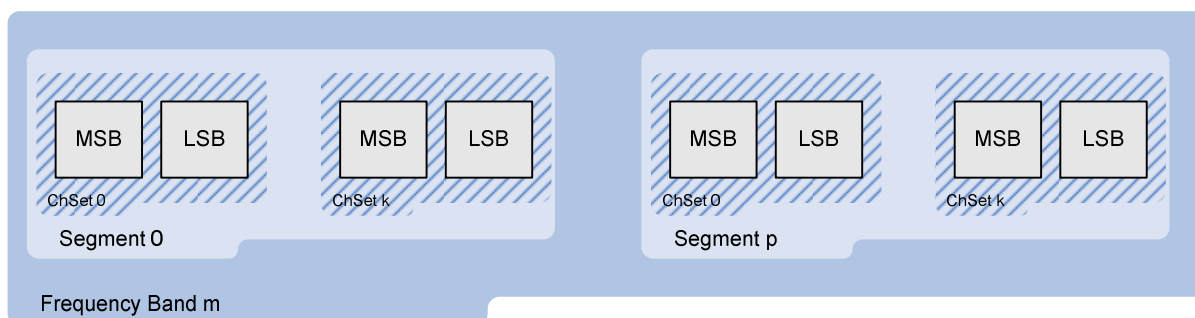 MSB LSB MSB LSB MSB LSB MSB LSB
ChSet 0 ChSet k ChSet 0 ChSet k
Segment 0 Segment p
Frequency Band m